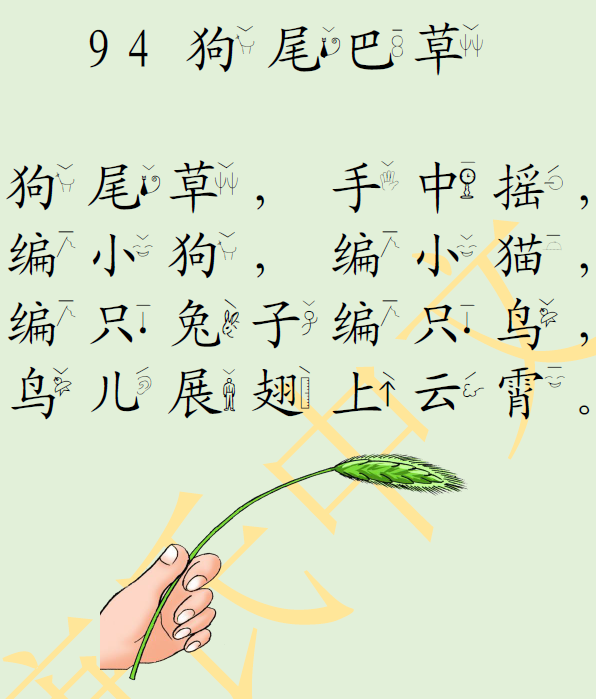 94 狗尾巴草
狗尾草， 手中摇，
编小狗， 编小猫，
编只兔子编只鸟，
鸟儿展翅上云霄。